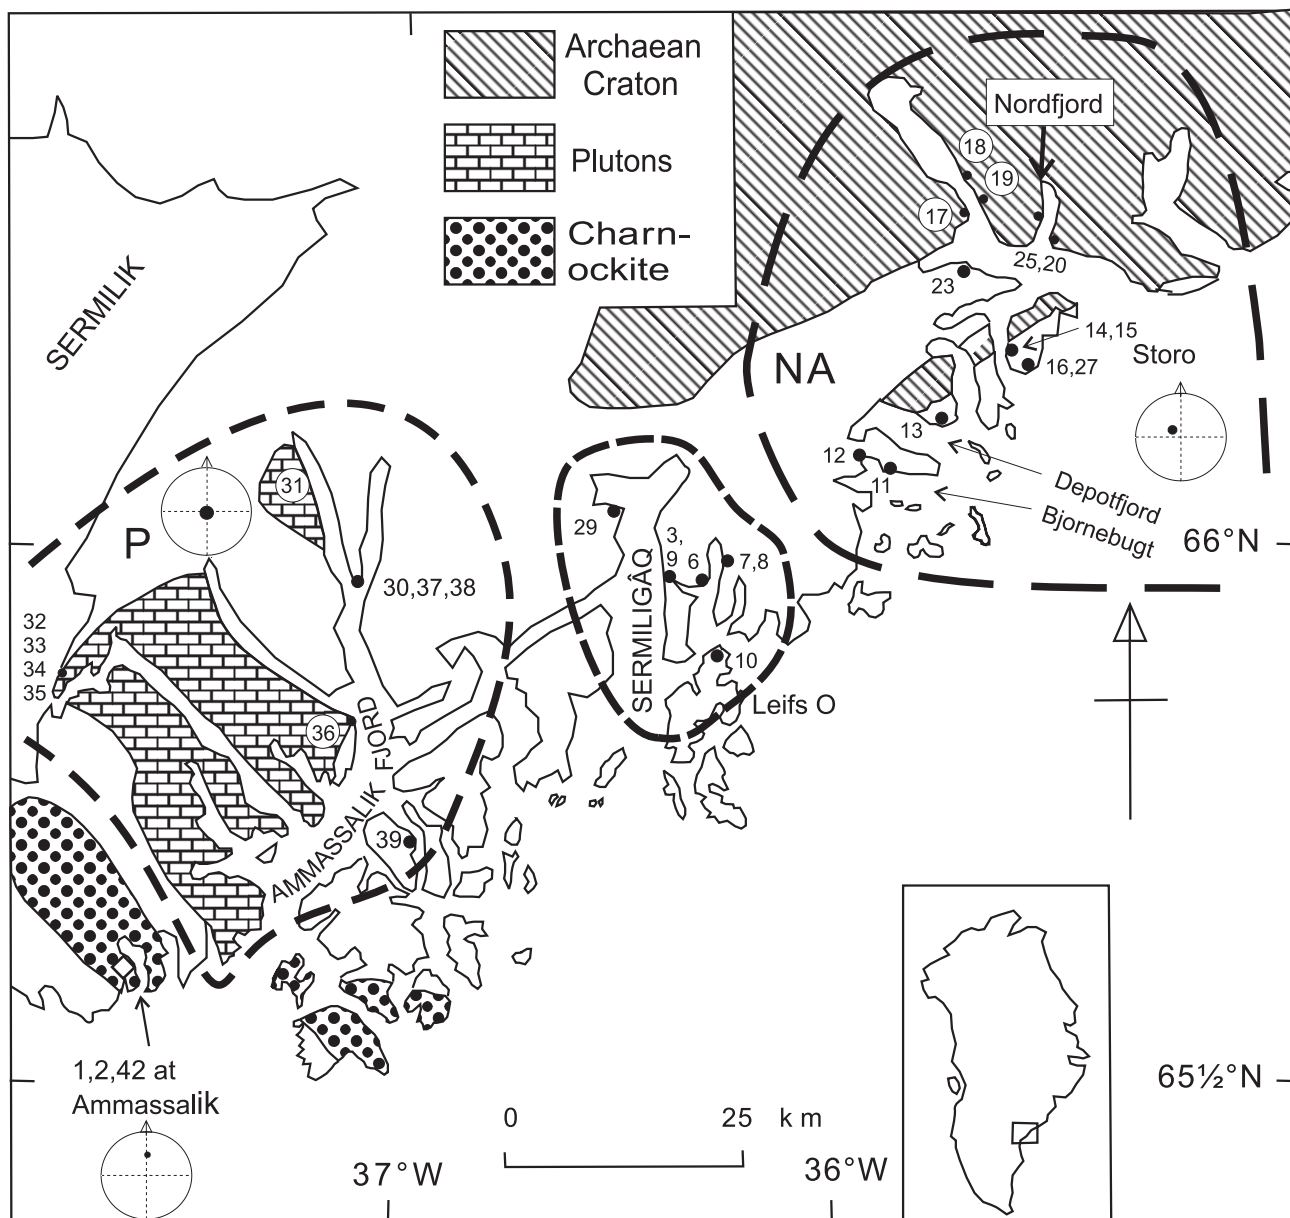 Archaean
Craton
Plutons
Charn-
ockite
Nordfjord
18
19
17
25,20
23
14,15
16,27
Storo
NA
13
12
11
Depotfjord
Bjornebugt
66°N
SERMILIK
31
P
30,37,38
29
3,
9
6
7,8
SERMILIGÂQ
10
Leifs O
32
33
34
35
36
AMMASSALIK FJORD
39
1,2,42 at
Ammassalik
0 25 km
37°W
36°W
65½°N